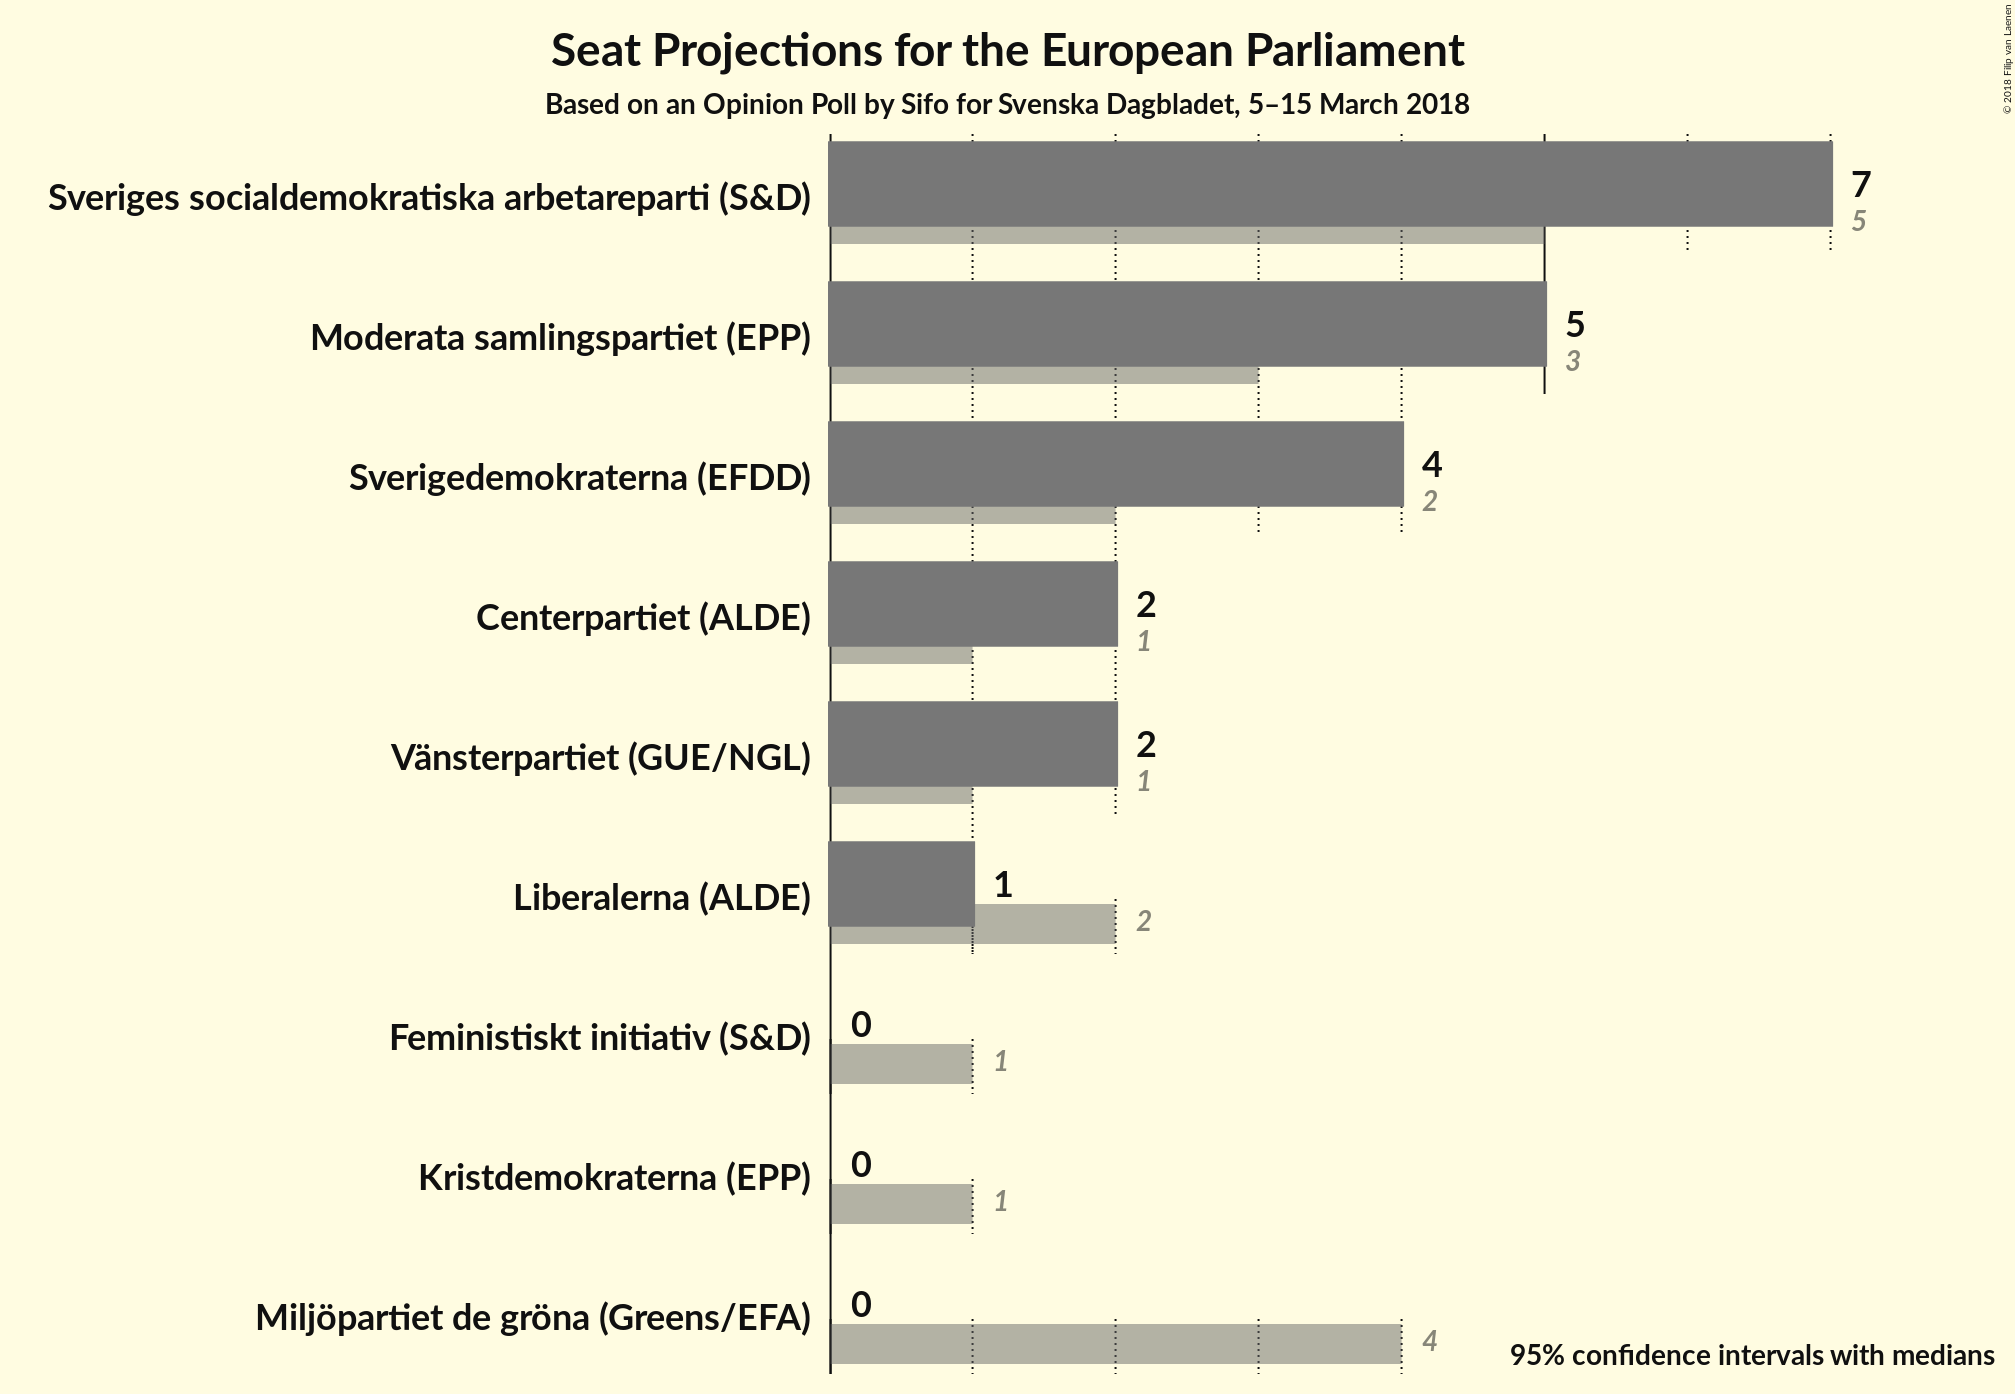 Seat Projections for the European Parliament
Based on an Opinion Poll by Sifo for Svenska Dagbladet, 5–15 March 2018
© 2018 Filip van Laenen
Sveriges socialdemokratiska arbetareparti (S&D)
7
5
Moderata samlingspartiet (EPP)
5
3
Sverigedemokraterna (EFDD)
4
2
Centerpartiet (ALDE)
2
1
Vänsterpartiet (GUE/NGL)
2
1
Liberalerna (ALDE)
1
2
Feministiskt initiativ (S&D)
0
1
Kristdemokraterna (EPP)
0
1
Miljöpartiet de gröna (Greens/EFA)
0
4
95% confidence intervals with medians